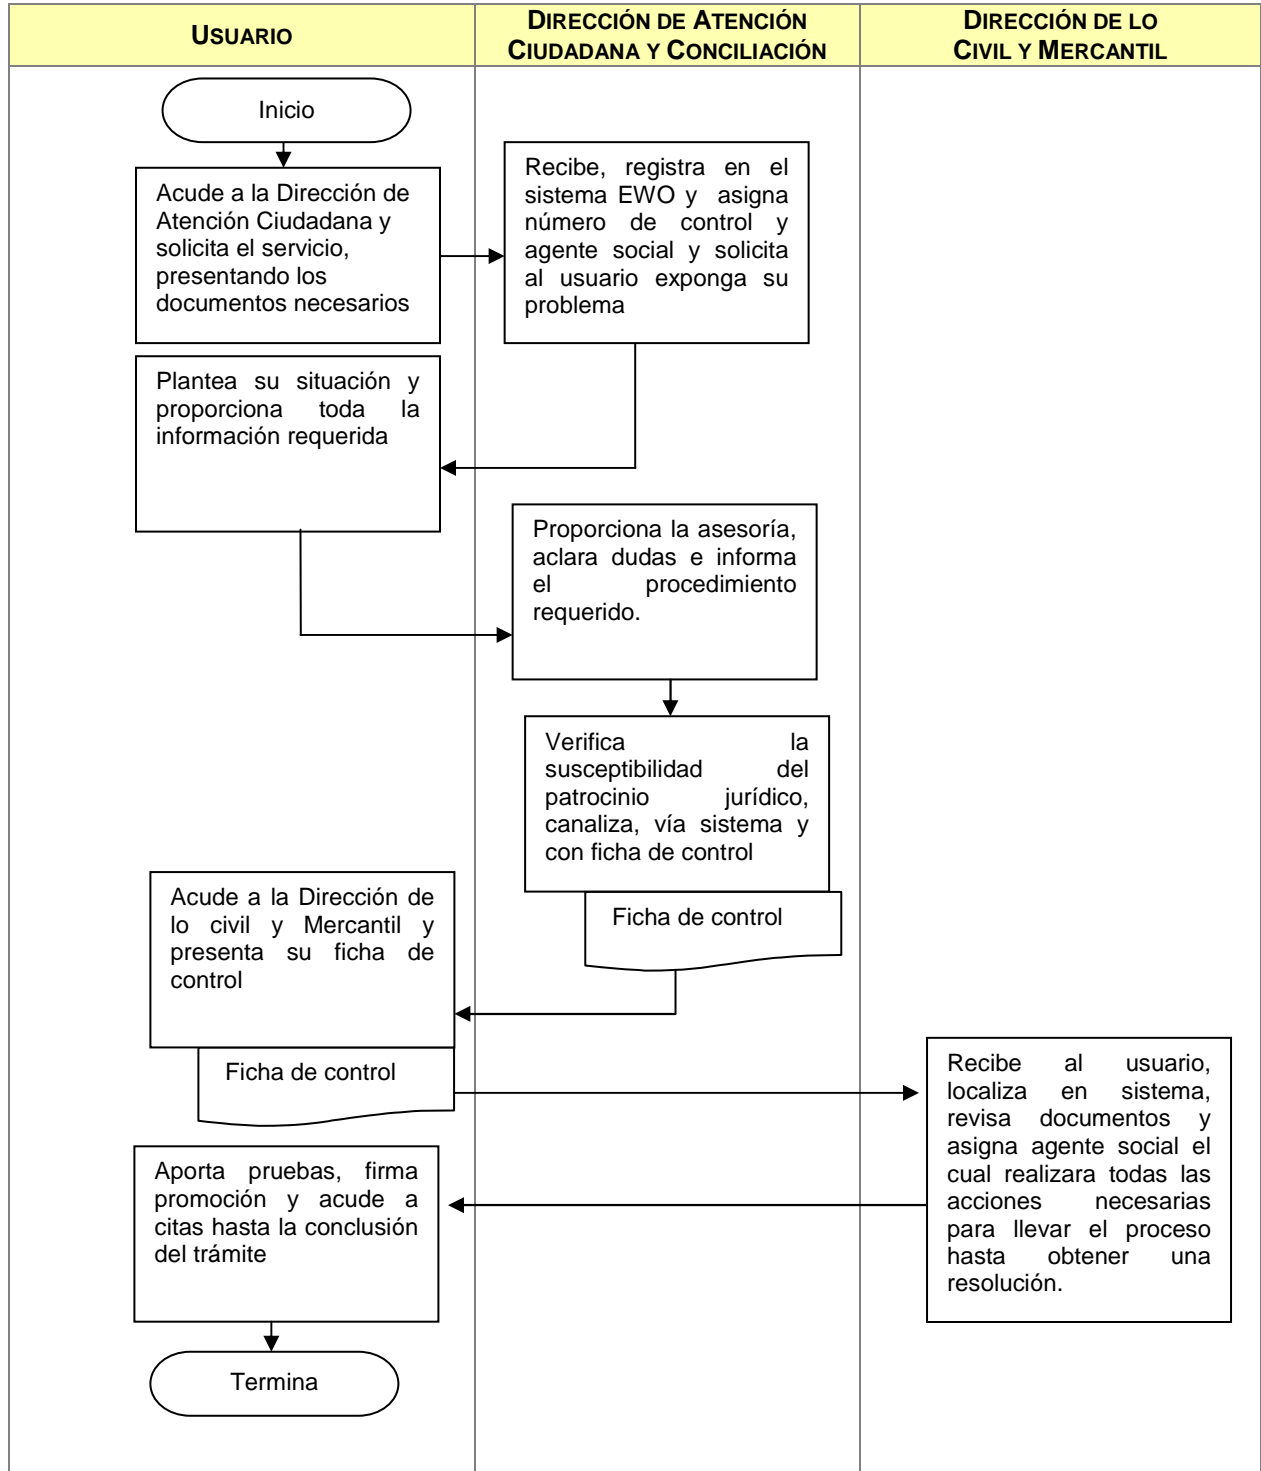 USUARIO
DIRECCIÓN DE ATENCIÓN
CIUDADANA Y CONCILIACIÓN
DIRECCIÓN DE LO
CIVIL Y MERCANTIL
Inicio
Acude a la Dirección de
Atención Ciudadana y
solicita el servicio,
presentando los
documentos necesarios
Recibe, registra en el
sistema EWO y asigna
número de control y
agente social y solicita
al usuario exponga su
problema
Plantea su situación y
proporciona toda la
información requerida
Proporciona la asesoría,
aclara dudas e informa
el procedimiento
requerido.
Verifica la
susceptibilidad del
patrocinio jurídico,
canaliza, vía sistema y
con ficha de control
Ficha de control
Acude a la Dirección de
lo civil y Mercantil y
presenta su ficha de
control
Ficha de control
Recibe al usuario,
localiza en sistema,
revisa documentos y
asigna agente social el
cual realizara todas las
acciones necesarias
para llevar el proceso
hasta obtener una
resolución.
Aporta pruebas, firma
promoción y acude a
citas hasta la conclusión
del trámite
Termina